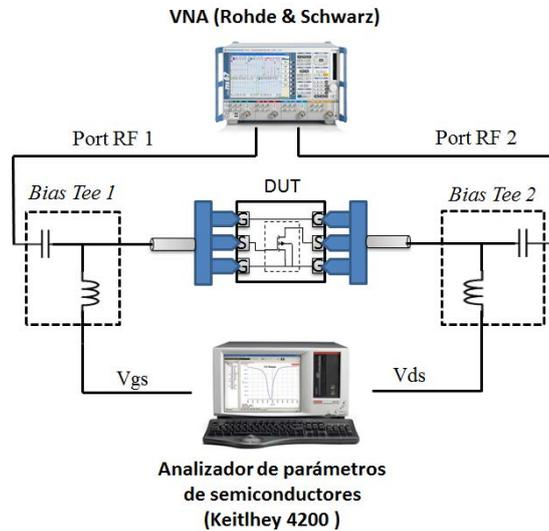 VNA (Rohde & Schwarz)
Port RF 1
Port RF 2
Bias Tee 1
DUT
Bias Tee 2
G
G
S
S
G
G
Vgs
Vds
Analizador de parámetros
de semiconductores
(Keitlhey 4200 )